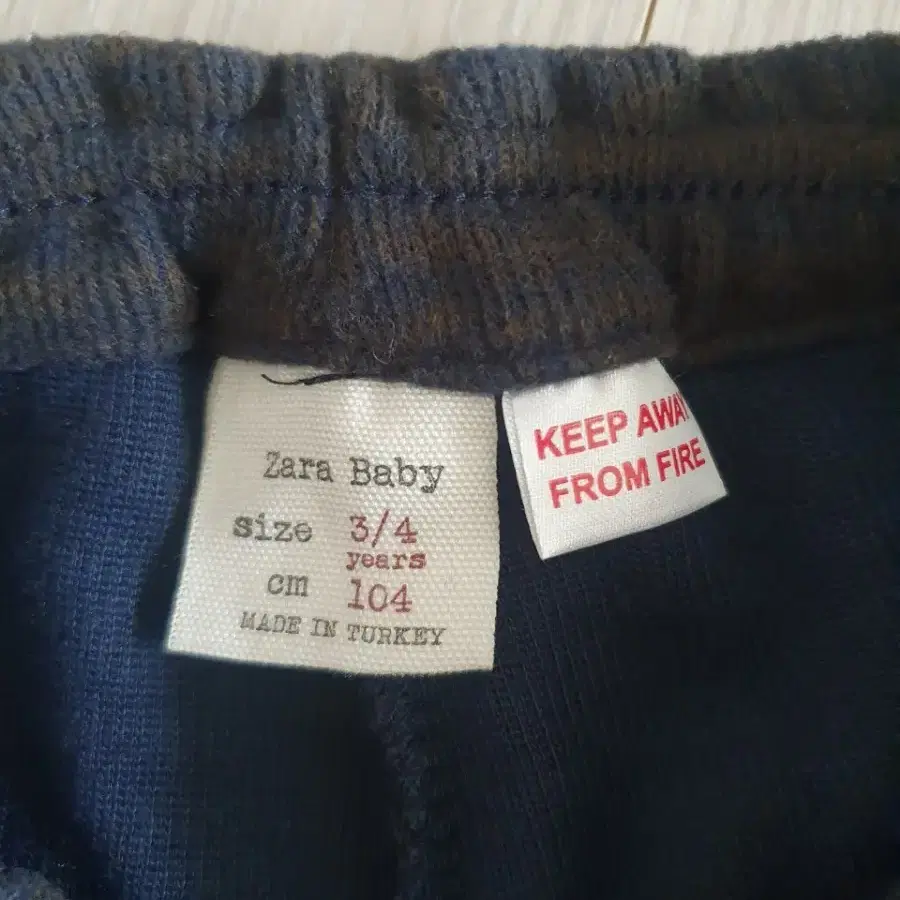 Zara Baby
size 3/4
years
cm 104
MADE IN TURKEY
KEEP AWAY
FROM FIRE